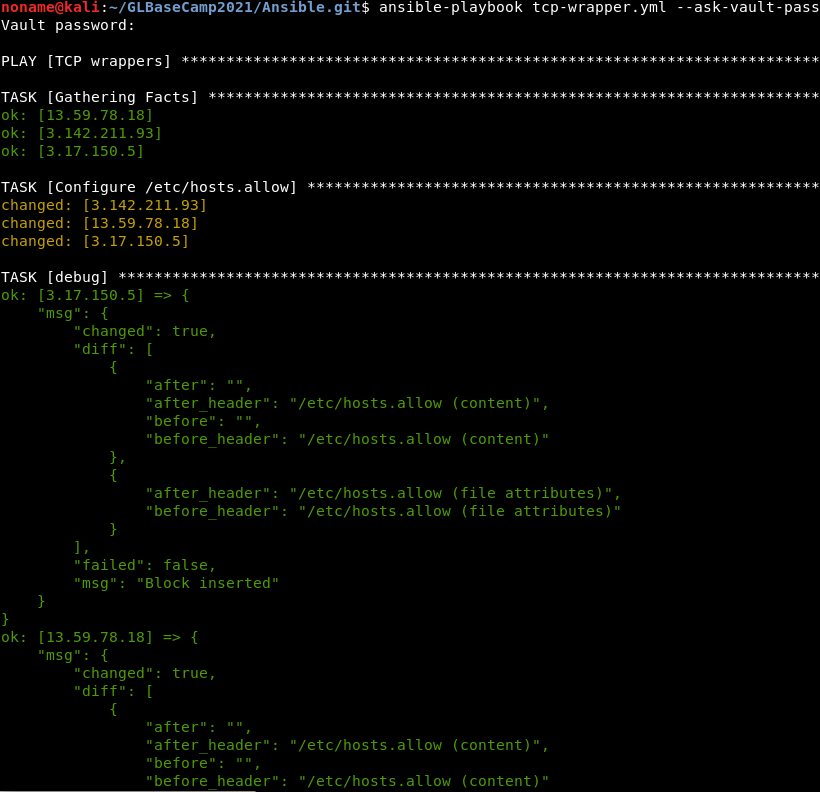 noname@kali:~/GLBaseCamp2021/Ansible.git$ ansible-playbook tcp-wrapper.yml --ask-vault-pass
Vault password:
PLAY [TCP wrappers] ***********************************************************************
TASK [Gathering Facts] ********************************************************************
ok: [13.59.78.18]
ok: [3.142.211.93]
ok: [3.17.150.5]
TASK [Configure /etc/hosts.allow] *********************************************************
changed: [3.142.211.93]
changed: [13.59.78.18]
changed: [3.17.150.5]
TASK [debug] ******************************************************************************
ok: [3.17.150.5] => {
    "msg": {
        "changed": true,
        "diff": [
            {
                "after": "",
                "after_header": "/etc/hosts.allow (content)",
                "before": "",
                "before_header": "/etc/hosts.allow (content)"
            },
            {
                "after_header": "/etc/hosts.allow (file attributes)",
                "before_header": "/etc/hosts.allow (file attributes)"
            }
        ],
        "failed": false,
        "msg": "Block inserted"
    }
}
ok: [13.59.78.18] => {
    "msg": {
        "changed": true,
        "diff": [
            {
                "after": "",
                "after_header": "/etc/hosts.allow (content)",
                "before": "",
                "before_header": "/etc/hosts.allow (content)"